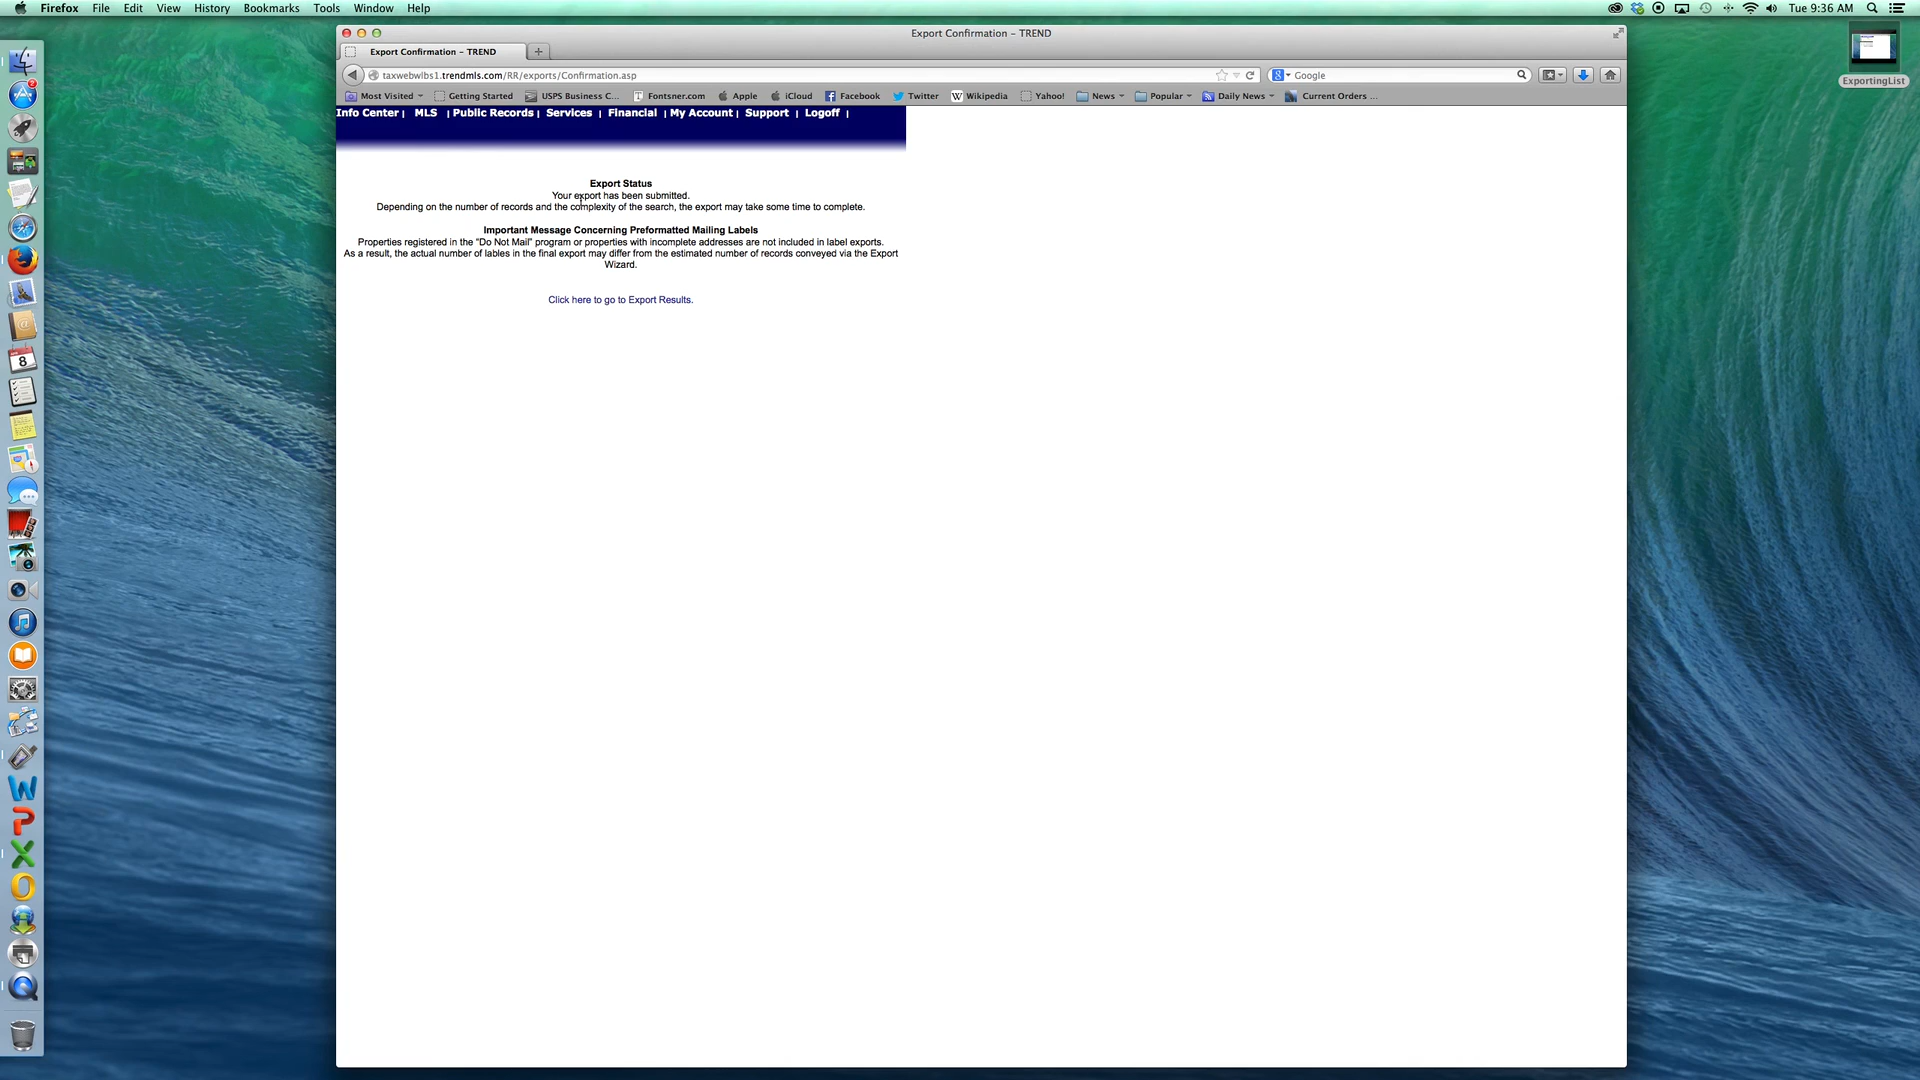 Firefox File Edit View History Bookmarks Tools Window Help
Tue 9:36 AM
Export Confirmation – TREND
Export Confirmation – TREND
taxwebwlbs1.trendmls.com/RR/exports/Confirmation.asp
Google
Most Visited Getting Started USPS Business C... Fontsner.com Apple iCloud Facebook Twitter Wikipedia Yahoo! News Popular Daily News Current Orders ...
Info Center | MLS | Public Records | Services | Financial | My Account | Support | Logoff |
Export Status
Your export has been submitted.
Depending on the number of records and the complexity of the search, the export may take some time to complete.
Important Message Concerning Preformatted Mailing Labels
Properties registered in the "Do Not Mail" program or properties with incomplete addresses are not included in label exports.
As a result, the actual number of lables in the final export may differ from the estimated number of records conveyed via the Export
Wizard.
Click here to go to Export Results.
ExportingList
8